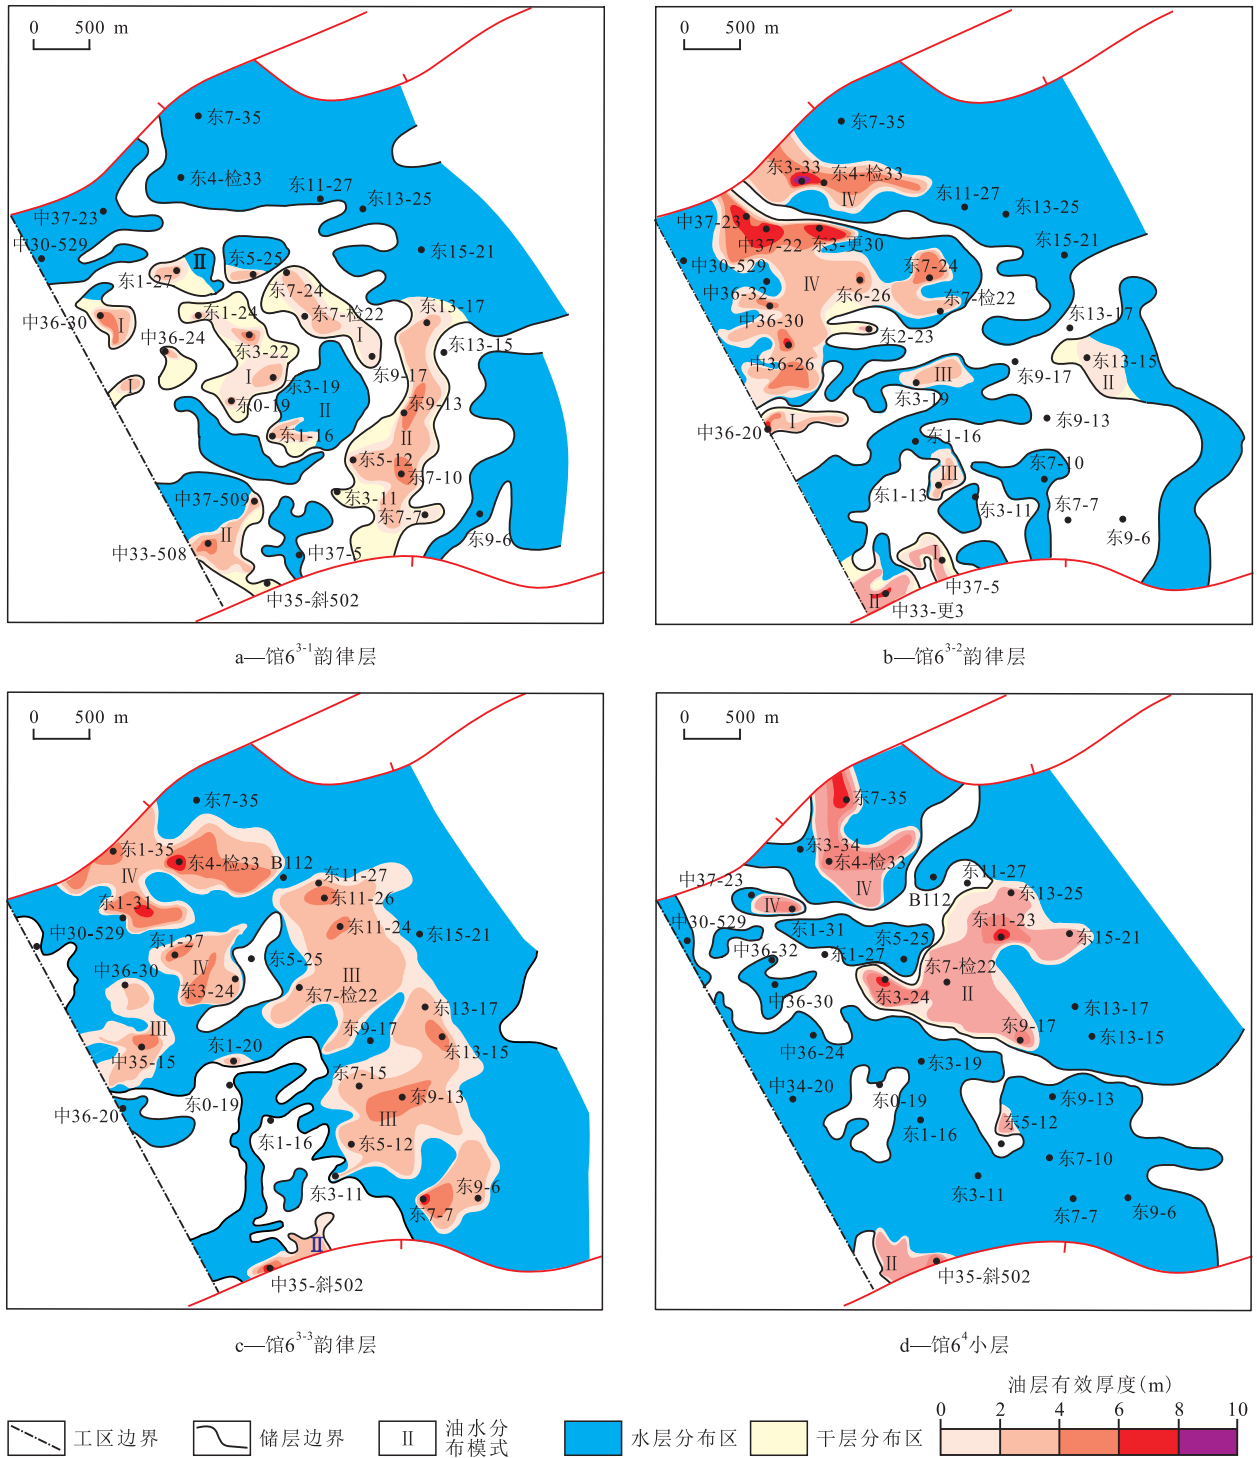 0 500 m
东7-35
东4-检33
东11-27
东13-25
中37-23
中30-529
东15-21
II
东5-25
东1-27
东7-24
东13-17
中36-30
I
东1-24
东7-检22
中36-24
东3-22
I
东13-15
I
I
东3-19
东9-17
东0-19
II
东9-13
东1-16
II
东5-12
东7-10
中37-509
东3-11
II
东7-7
中33-508
中37-5
东9-6
中35-斜502
a—馆6³⁻¹韵律层
0 500 m
东7-35
东3-33
东4-检33
IV
东11-27
东13-25
中37-23
中37-22
东3-更30
东15-21
中30-529
东7-24
中36-32
IV
东6-26
东7-检22
中36-30
东2-23
东13-17
中36-26
III
东9-17
东13-15
II
东3-19
I
中36-20
东9-13
东1-16
III
东7-10
东1-13
东3-11
东7-7
东9-6
I
中37-5
II
中33-更3
b—馆6³⁻²韵律层
0 500 m
东7-35
东1-35
东4-检33
B112
IV
东11-27
东11-26
东1-31
中30-529
东11-24
东15-21
东1-27
中36-30
IV
东5-25
东3-24
III
东7-检22
III
东13-17
东9-17
中35-15
东1-20
东13-15
东7-15
东0-19
中36-20
东9-13
III
东1-16
东5-12
东3-11
东9-6
东7-7
II
中35-斜502
c—馆6³⁻³韵律层
0 500 m
东7-35
东3-34
东4-检33
中37-23
IV
东11-27
B112
IV
东13-25
中30-529
东1-31
东11-23
东5-25
东15-21
中36-32
东1-27
东7-检22
中36-30
东3-24
II
东13-17
东9-17
东13-15
中36-24
东3-19
中34-20
东0-19
东9-13
东1-16
东5-12
东7-10
东3-11
东7-7
东9-6
II
中35-斜502
d—馆6⁴小层
油层有效厚度(m)
0 2 4 6 8 10
工区边界
储层边界
II
油水分
布模式
水层分布区
干层分布区